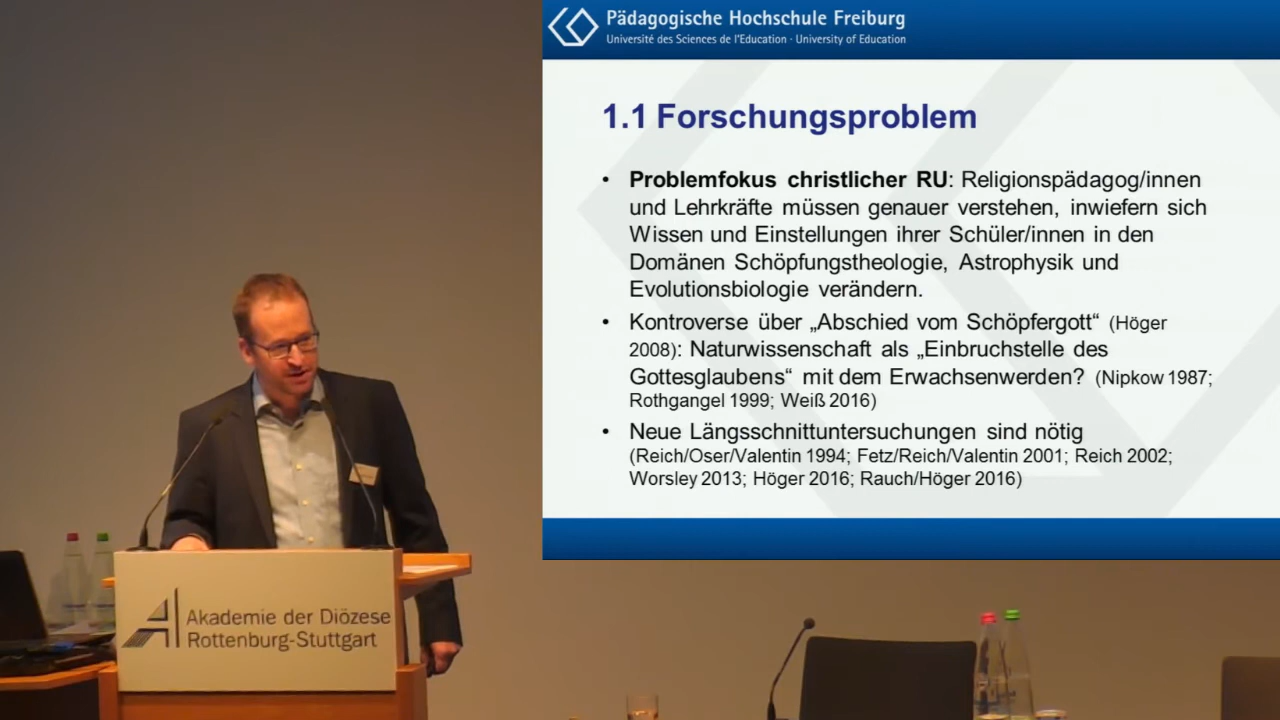 Pädagogische Hochschule Freiburg
Université des Sciences de l'Education · University of Education
1.1 Forschungsproblem
• Problemfokus christlicher RU: Religionspädagog/innen
und Lehrkräfte müssen genauer verstehen, inwiefern sich
Wissen und Einstellungen ihrer Schüler/innen in den
Domänen Schöpfungstheologie, Astrophysik und
Evolutionsbiologie verändern.
• Kontroverse über „Abschied vom Schöpfergott“ (Höger
2008): Naturwissenschaft als „Einbruchstelle des
Gottesglaubens“ mit dem Erwachsenwerden? (Nipkow 1987;
Rothgangel 1999; Weiß 2016)
• Neue Längsschnittuntersuchungen sind nötig
(Reich/Oser/Valentin 1994; Fetz/Reich/Valentin 2001; Reich 2002;
Worsley 2013; Höger 2016; Rauch/Höger 2016)
Akademie der Diözese
Rottenburg-Stuttgart